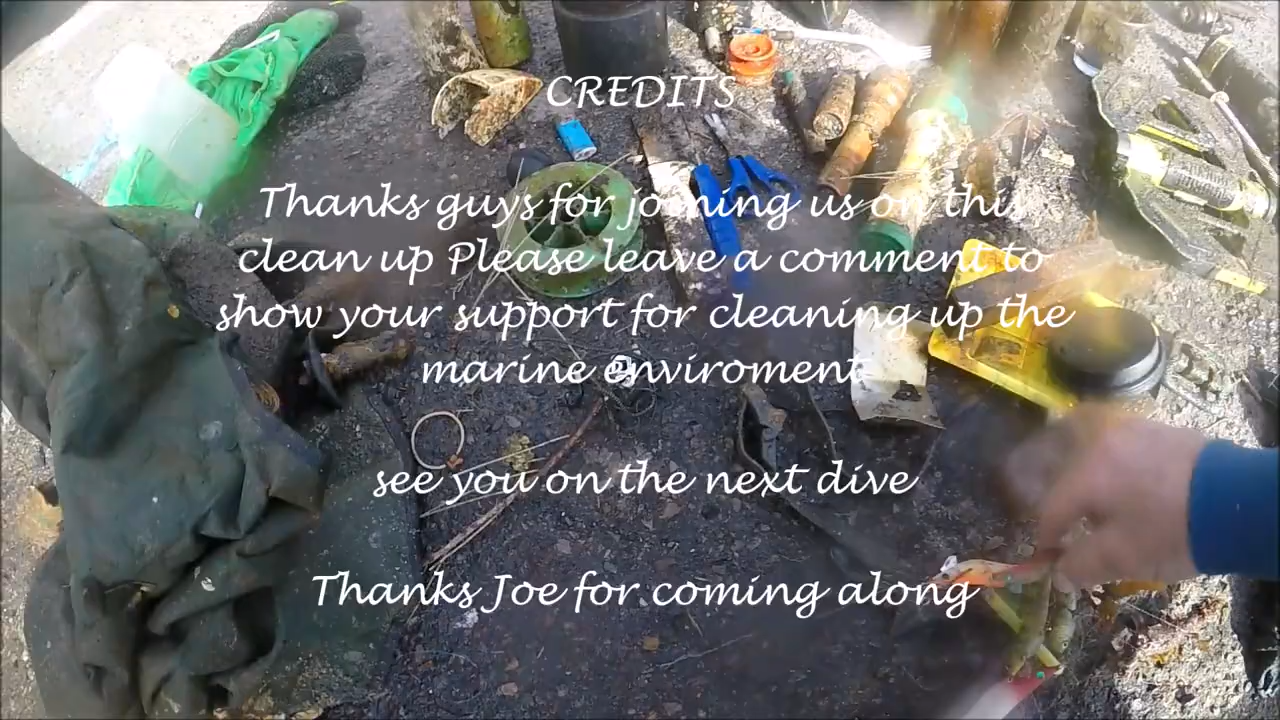 CREDITS
Thanks guys for joining us on this
clean up Please leave a comment to
show your support for cleaning up the
marine enviroment
see you on the next dive
Thanks Joe for coming along